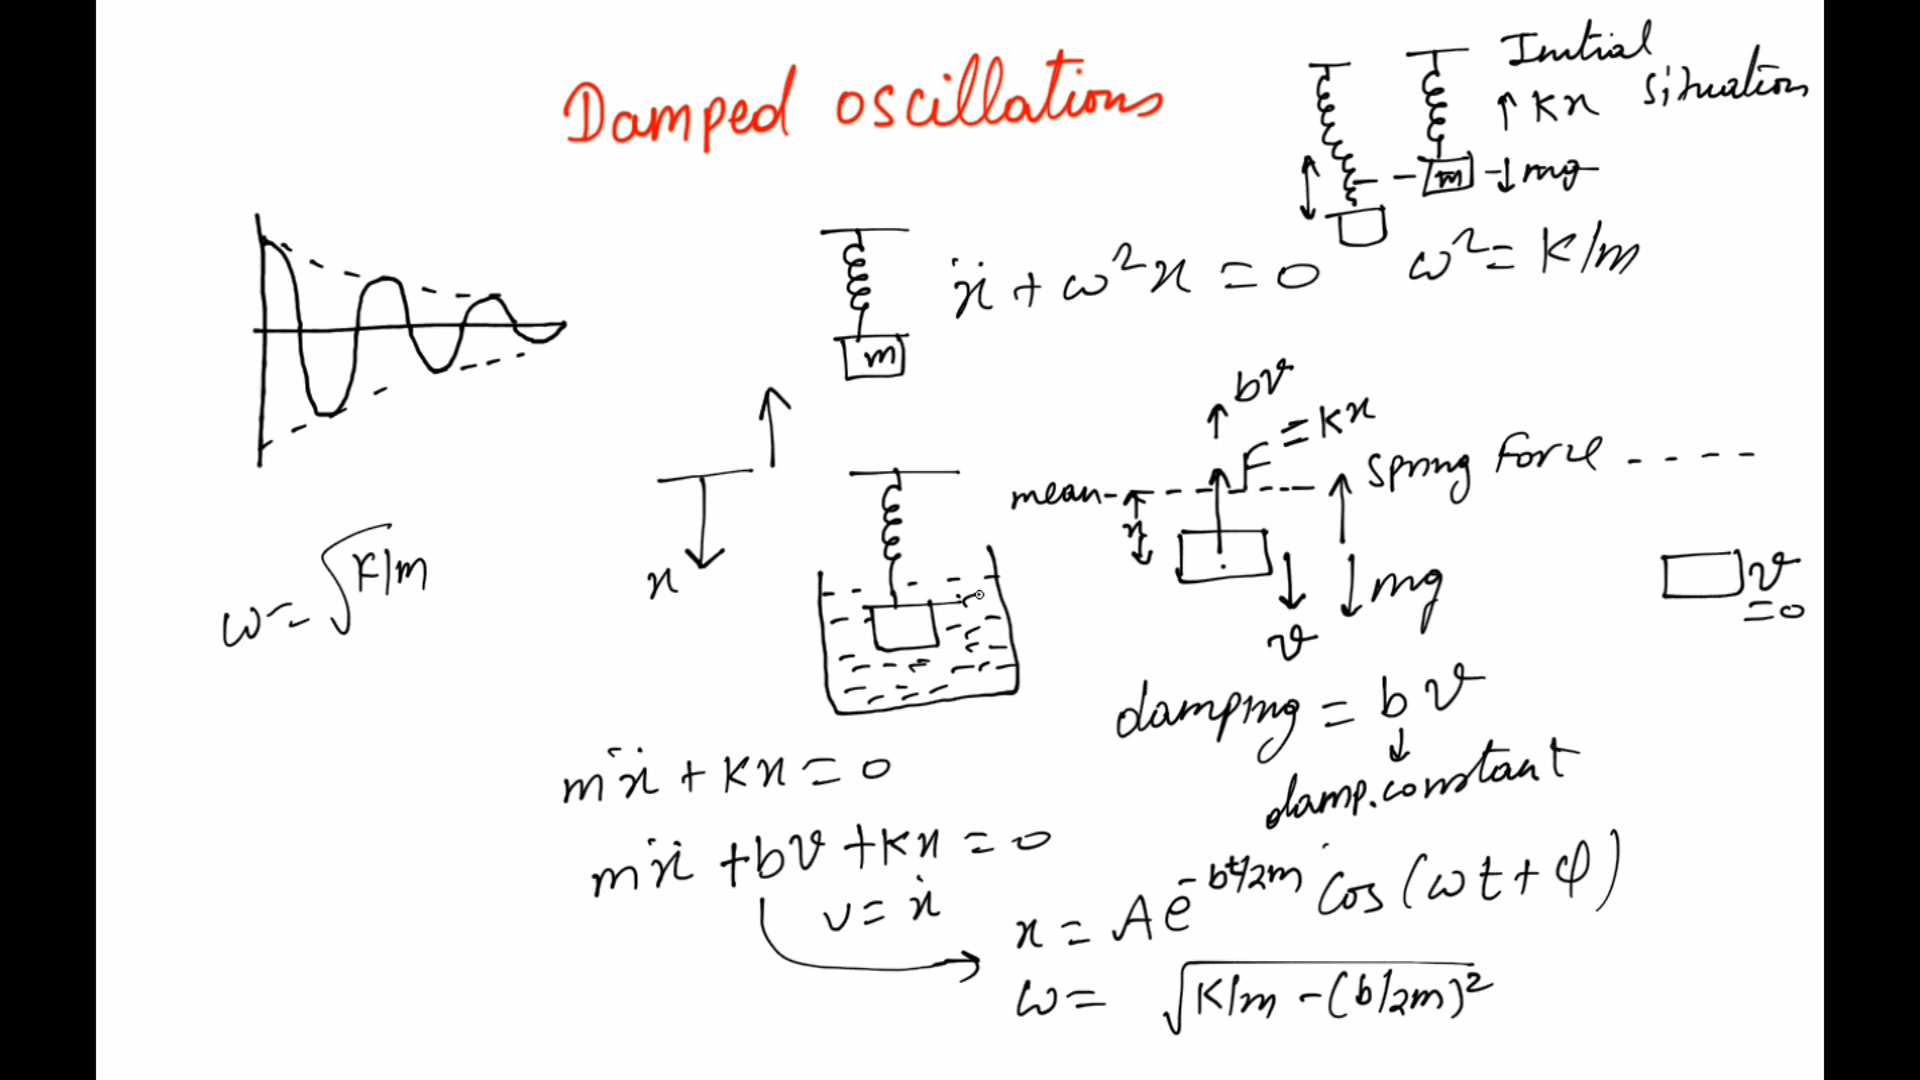 Damped oscillations
Initial
situation
↑ kx
m
↓ mg
ẍ + ω²x = 0
ω² = k/m
m
bv
F = kx
mean
x
spring force
v
mg
v
= 0
x
ω = √k/m
damping = bv
damp. constant
mẍ + kx = 0
mẍ + bv + kx = 0
v = ẋ
x = Ae^-bt/2m cos(ωt + φ)
ω = √k/m - (b/2m)²